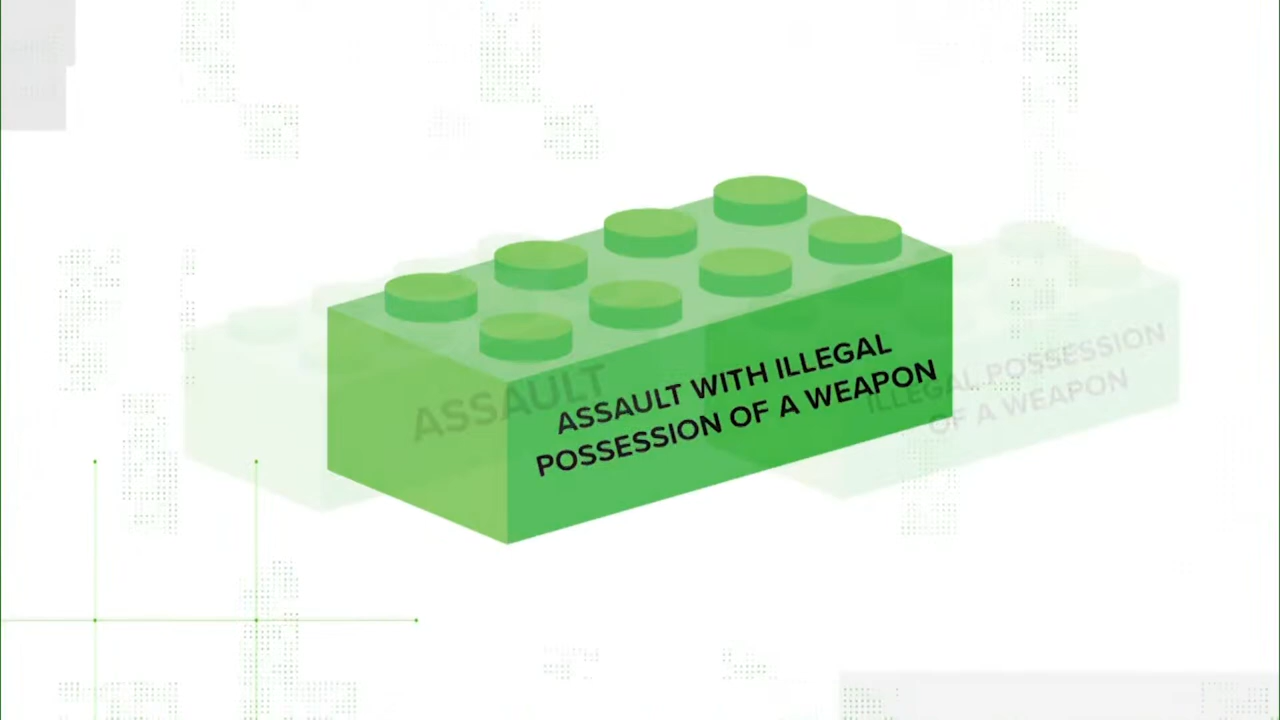 ASSAULT
ASSAULT WITH ILLEGAL
POSSESSION OF A WEAPON
ILLEGAL POSSESSION
OF A WEAPON